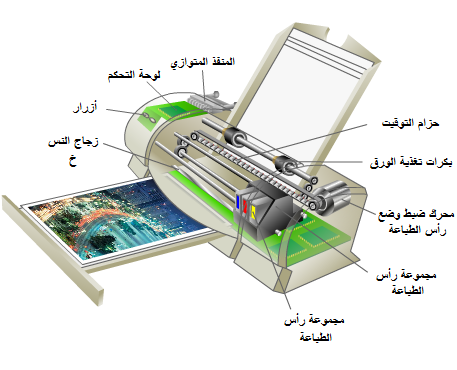 المنفذ المتوازي
لوحة التحكم
أزرار
زجاج النس
خ
حزام التوقيت
بكرات تغذية الورق
محرك ضبط وضع
رأس الطباعة
مجموعة رأس
الطباعة
مجموعة رأس
الطباعة